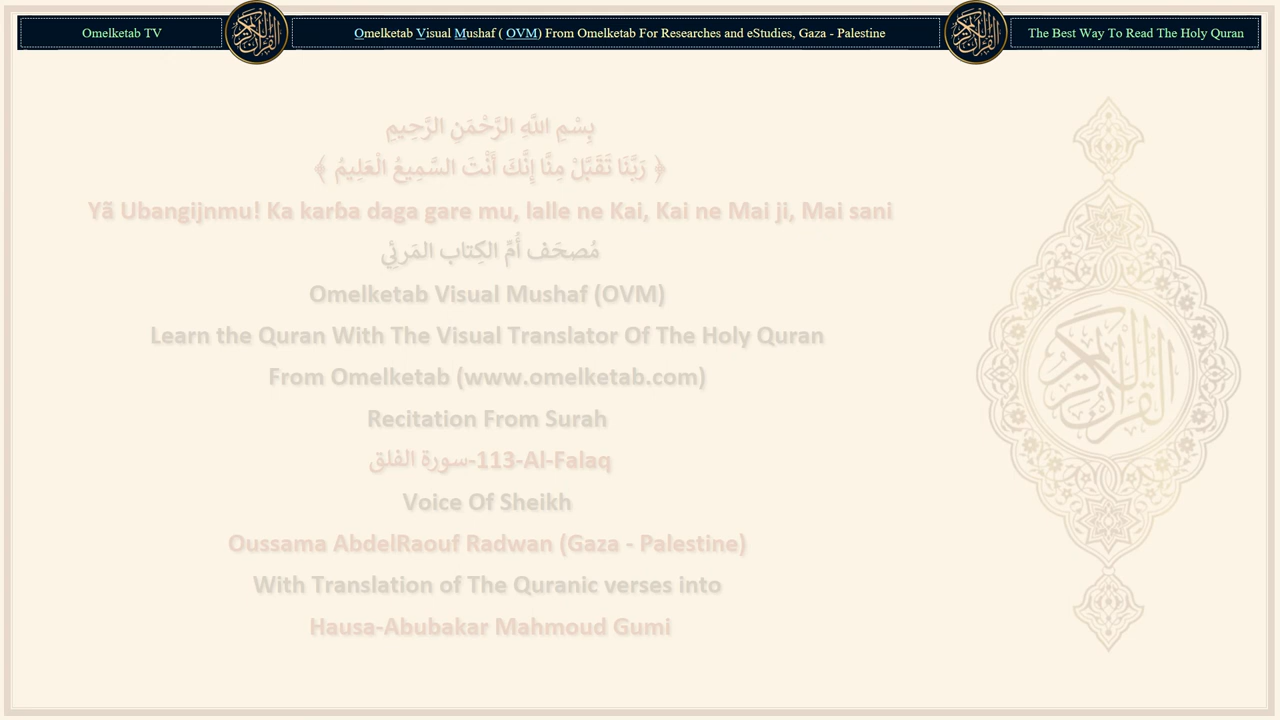 Omelketab TV
Omelketab Visual Mushaf ( OVM) From Omelketab For Researches and eStudies, Gaza - Palestine
The Best Way To Read The Holy Quran
بِسْمِ اللَّهِ الرَّحْمَنِ الرَّحِيمِ
﴿ رَبَّنَا تَقَبَّلْ مِنَّا إِنَّكَ أَنْتَ السَّمِيعُ الْعَلِيمُ ﴾
Yã Ubangijnmu! Ka karɓa daga gare mu, lalle ne Kai, Kai ne Mai ji, Mai sani
مُصحَف أُمِّ الكِتاب المَرئِي
Omelketab Visual Mushaf (OVM)
Learn the Quran With The Visual Translator Of The Holy Quran
From Omelketab (www.omelketab.com)
Recitation From Surah
سورة الفلق-113-Al-Falaq
Voice Of Sheikh
Oussama AbdelRaouf Radwan (Gaza - Palestine)
With Translation of The Quranic verses into
Hausa-Abubakar Mahmoud Gumi
القرآن الكريم